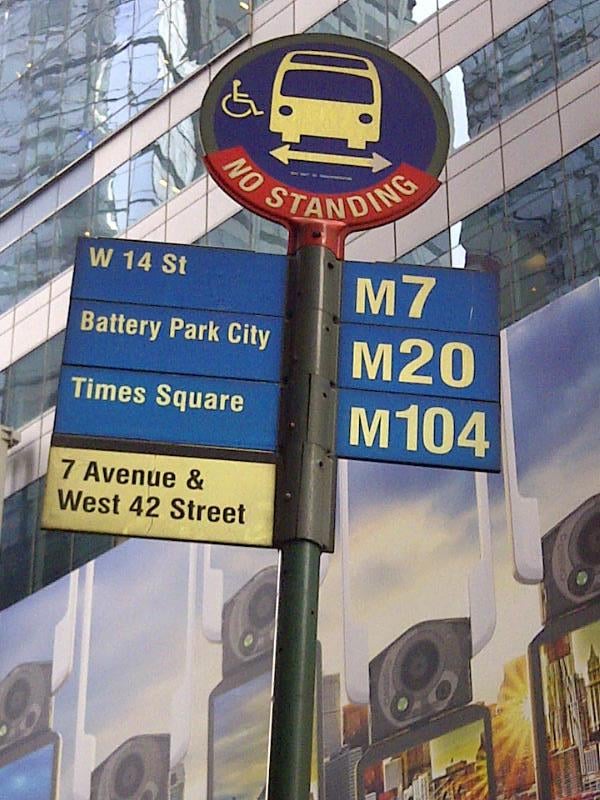 NO STANDING
W 14 St M7
Battery Park City M20
Times Square M104
7 Avenue &
West 42 Street